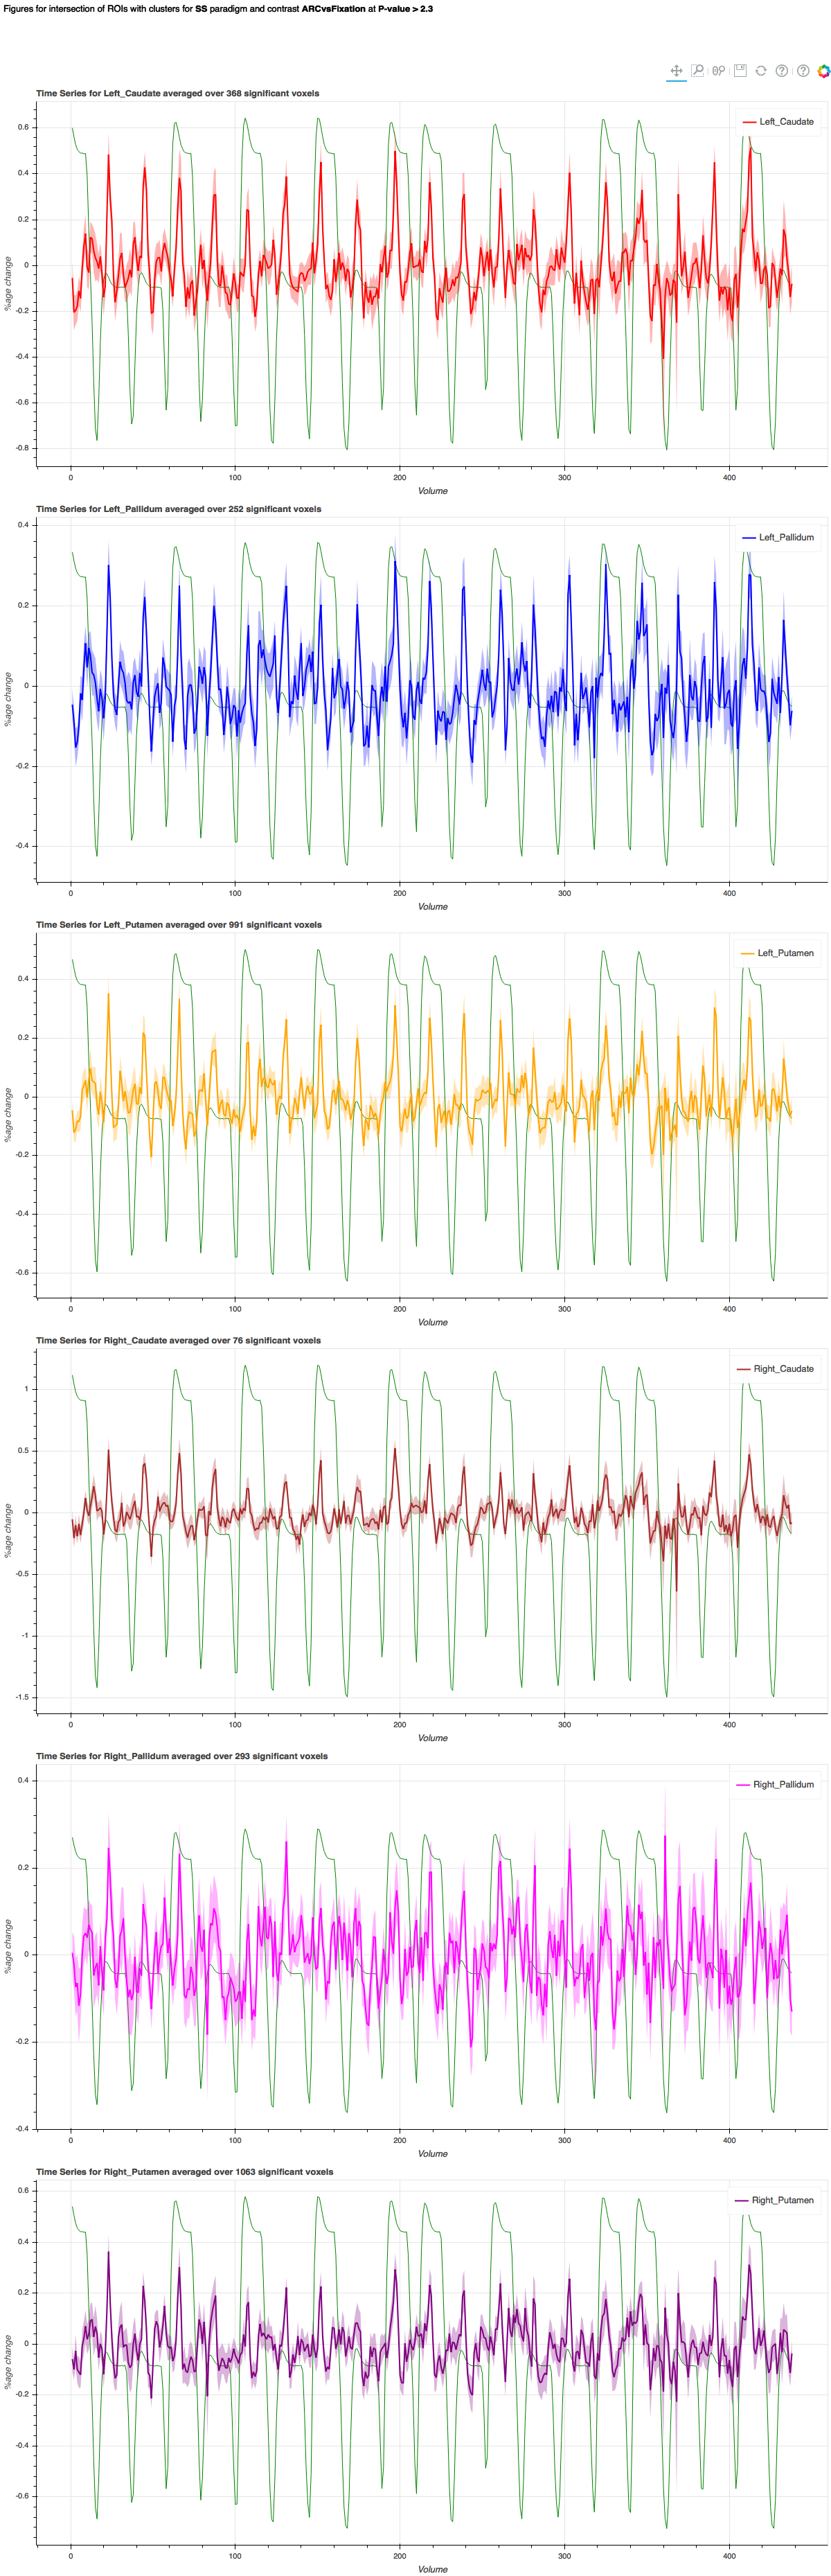 Figures for intersection of ROIs with clusters for SS paradigm and contrast ARCvsFixation at P-value > 2.3
Time Series for Left_Caudate averaged over 368 significant voxels
Left_Caudate
0.6
0.4
0.2
0
-0.2
-0.4
-0.6
-0.8
%age change
0 100 200 300 400
Volume
Time Series for Left_Pallidum averaged over 252 significant voxels
Left_Pallidum
0.4
0.2
0
-0.2
-0.4
%age change
0 100 200 300 400
Volume
Time Series for Left_Putamen averaged over 991 significant voxels
Left_Putamen
0.4
0.2
0
-0.2
-0.4
-0.6
%age change
0 100 200 300 400
Volume
Time Series for Right_Caudate averaged over 76 significant voxels
Right_Caudate
1
0.5
0
-0.5
-1
-1.5
%age change
0 100 200 300 400
Volume
Time Series for Right_Pallidum averaged over 293 significant voxels
Right_Pallidum
0.4
0.2
0
-0.2
-0.4
%age change
0 100 200 300 400
Volume
Time Series for Right_Putamen averaged over 1063 significant voxels
Right_Putamen
0.6
0.4
0.2
0
-0.2
-0.4
-0.6
%age change
0 100 200 300 400
Volume